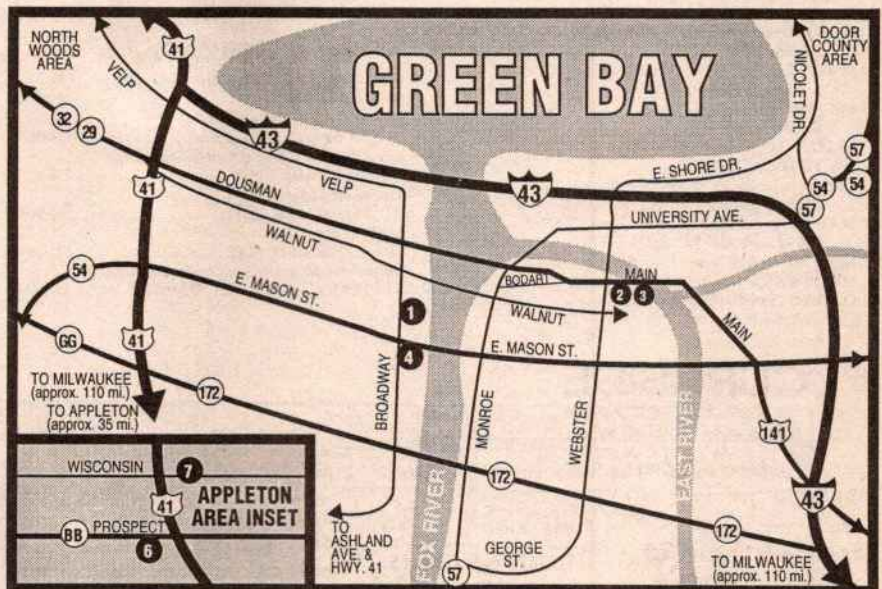 NORTH
WOODS
AREA
VELP
41
GREEN BAY
DOOR
COUNTY
AREA
NICOLET DR.
32
29
43
57
54
54
57
E. SHORE DR.
43
UNIVERSITY AVE.
41
DOUSMAN
VELP
WALNUT
BODART
MAIN
2
3
54
E. MASON ST.
1
WALNUT
MAIN
GG
41
4
E. MASON ST.
TO MILWAUKEE
(approx. 110 mi.)
TO APPLETON
(approx. 35 mi.)
172
BROADWAY
MONROE
WEBSTER
EAST RIVER
141
FOX RIVER
172
43
172
WISCONSIN
7
41
APPLETON
AREA INSET
BB
PROSPECT
6
TO
ASHLAND
AVE. &
HWY. 41
57
GEORGE
ST.
TO MILWAUKEE
(approx. 110 mi.)